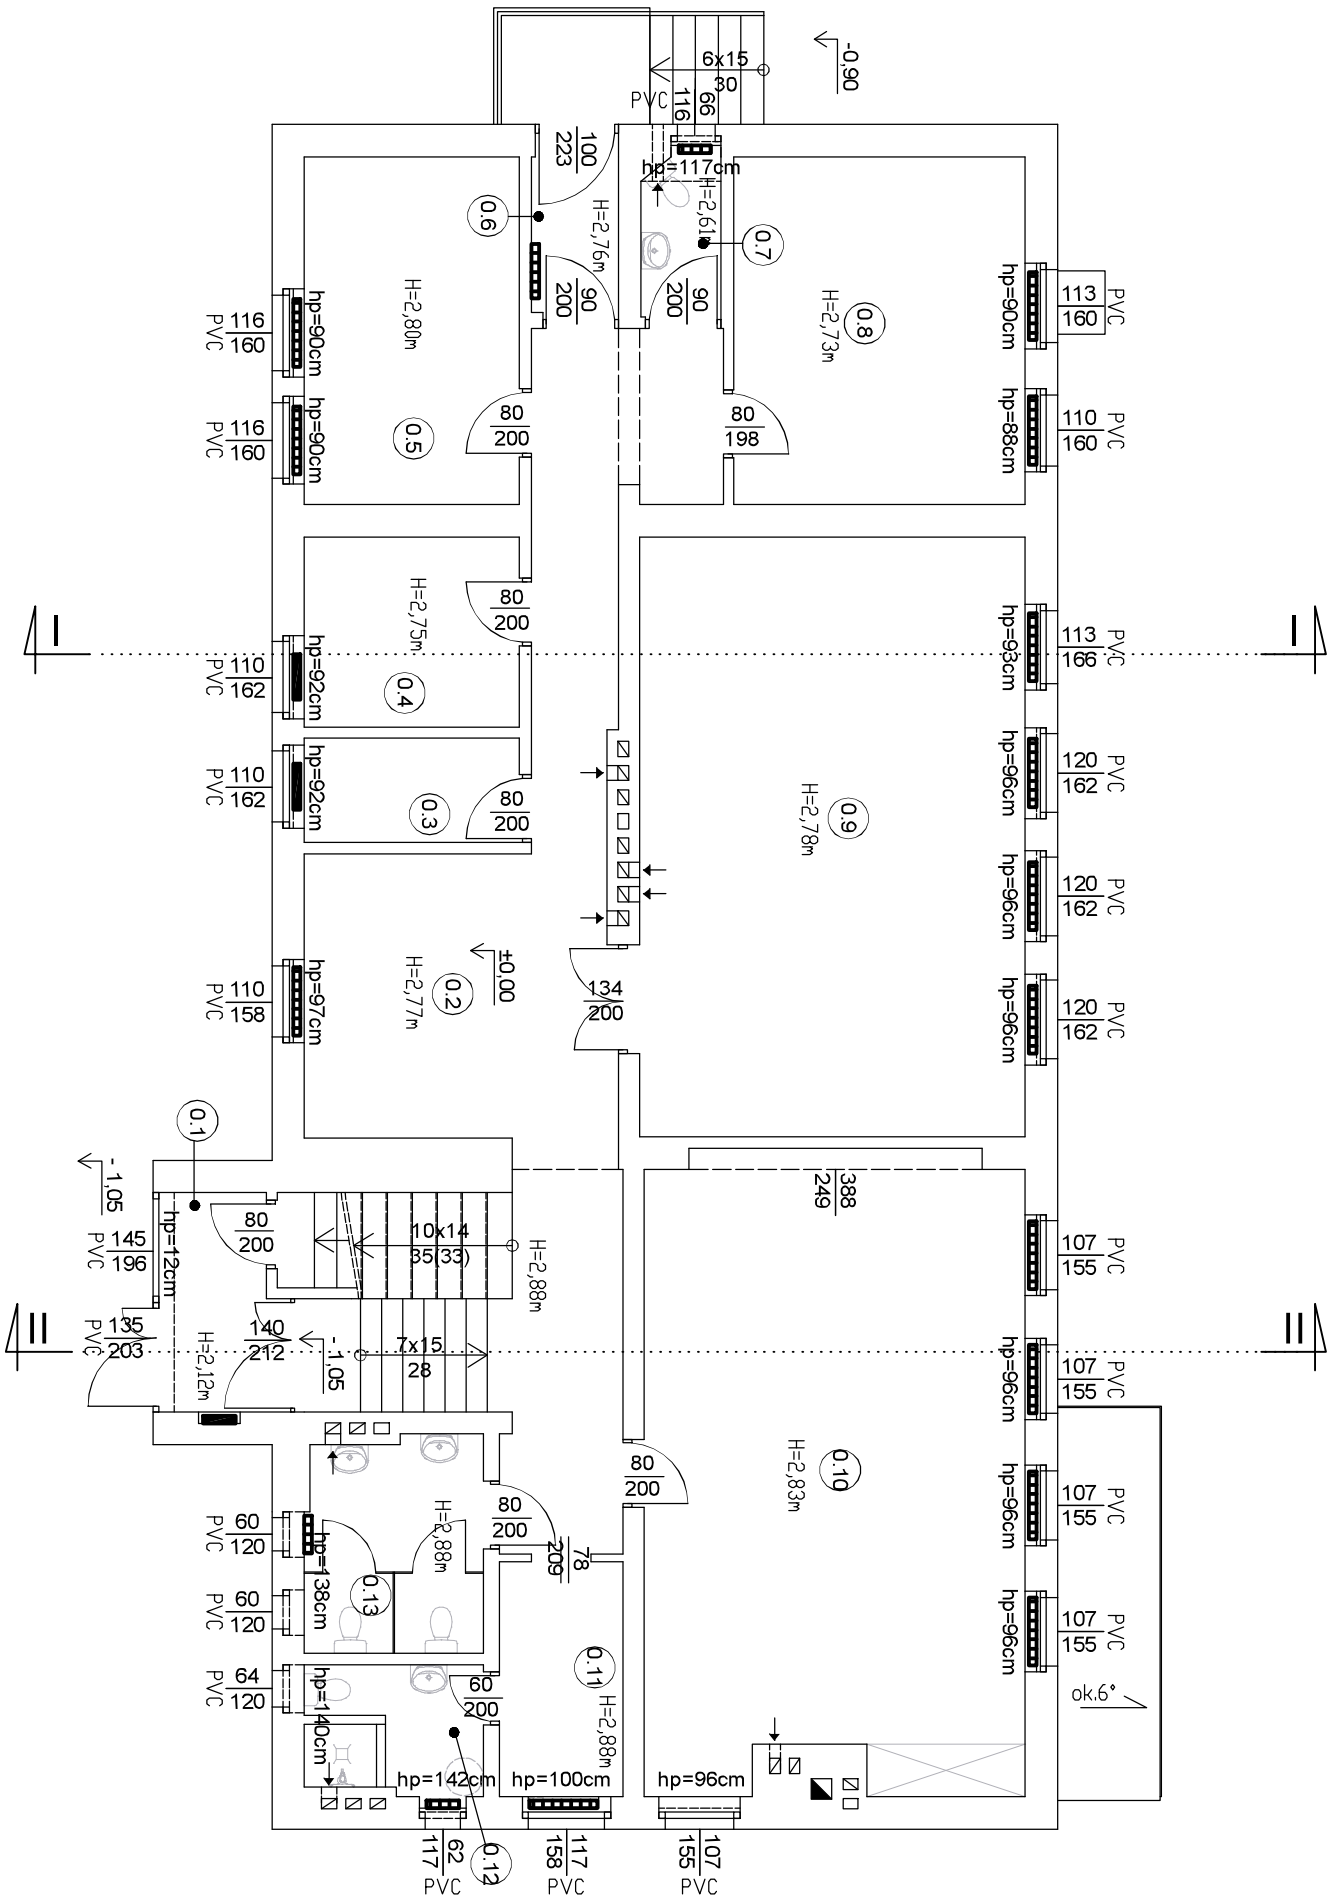 -0,90
6x15
30
PVC
66
116
100
223
hp=117cm
0.6
H=2,76m
H=2,61m
0.7
90
200
90
200
H=2,80m
H=2,73m
0.8
hp=90cm
113
160
PVC
PVC
116
160
hp=90cm
PVC
116
160
hp=90cm
0.5
80
200
80
198
hp=88cm
110
160
PVC
H=2,75m
80
200
I
I
hp=93cm
113
166
PVC
PVC
110
162
hp=92cm
0.4
PVC
110
162
hp=92cm
0.3
80
200
H=2,78m
0.9
hp=96cm
120
162
PVC
hp=96cm
120
162
PVC
±0,00
0.2
H=2,77m
PVC
110
158
hp=97cm
134
200
hp=96cm
120
162
PVC
0.1
-1,05
388
249
PVC
145
196
hp=12cm
80
200
10x14
35(33)
H=2,88m
107
155
PVC
II
II
PVC
135
203
H=2,12m
140
212
-1,05
7x15
28
hp=96cm
107
155
PVC
H=2,83m
0.10
80
200
hp=96cm
107
155
PVC
PVC
60
120
hp=138cm
H=2,88m
80
200
78
209
0.13
PVC
60
120
hp=96cm
107
155
PVC
0.11
PVC
64
120
hp=140cm
60
200
H=2,88m
ok.6°
hp=142cm
hp=100cm
hp=96cm
62
117
PVC
0.12
117
158
PVC
107
155
PVC